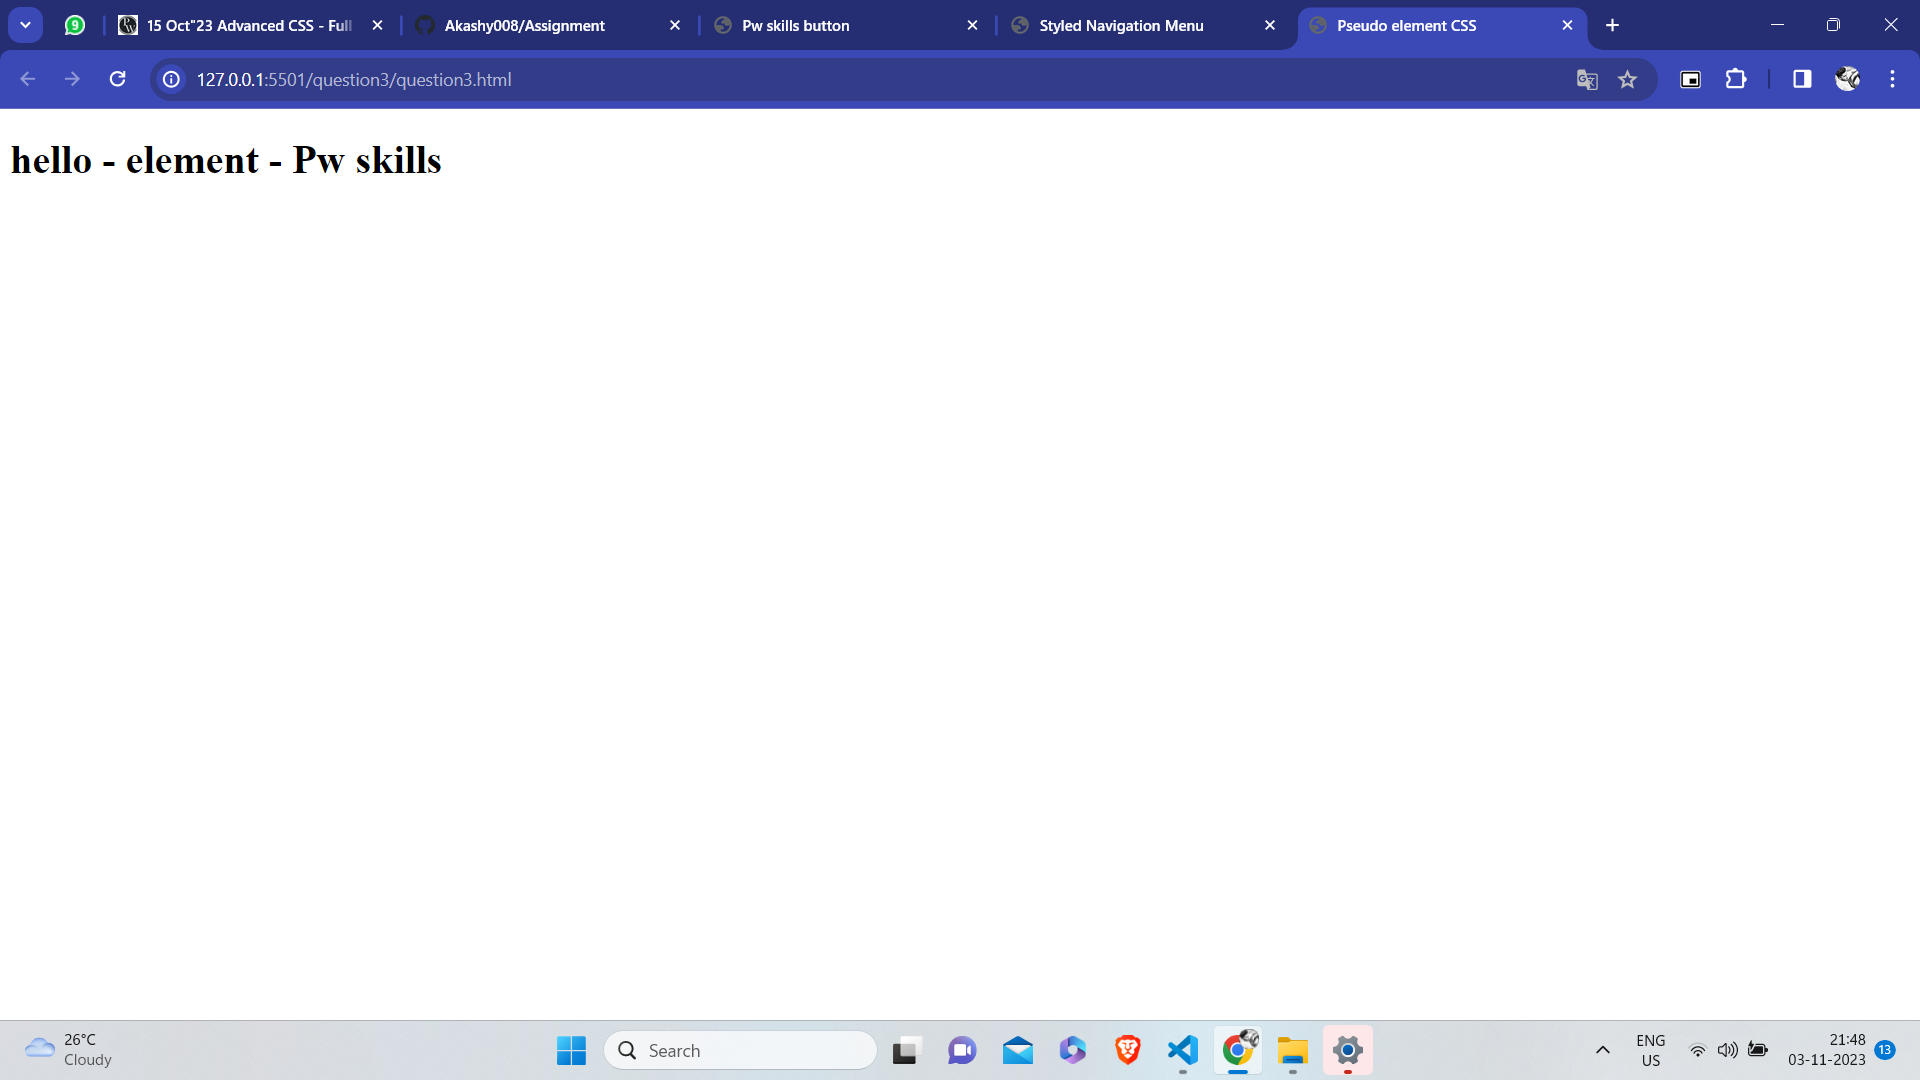 9
15 Oct"23 Advanced CSS - Full
Akashy008/Assignment
Pw skills button
Styled Navigation Menu
Pseudo element CSS
127.0.0.1:5501/question3/question3.html
hello - element - Pw skills
26°C
Cloudy
Search
ENG
US
21:48
03-11-2023
13